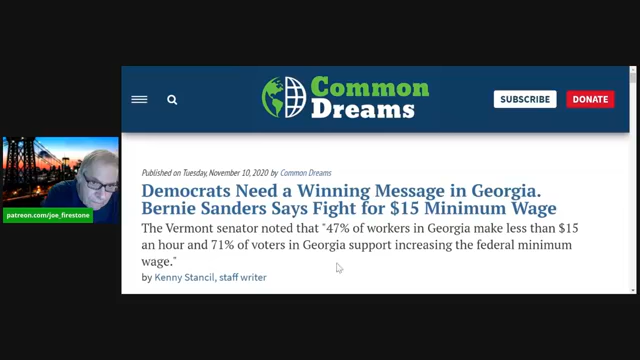 Common
Dreams
SUBSCRIBE
DONATE
Published on Tuesday, November 10, 2020 by Common Dreams
Democrats Need a Winning Message in Georgia.
Bernie Sanders Says Fight for $15 Minimum Wage
The Vermont senator noted that "47% of workers in Georgia make less than $15
an hour and 71% of voters in Georgia support increasing the federal minimum
wage."
by Kenny Stancil, staff writer
patreon.com/joe_firestone